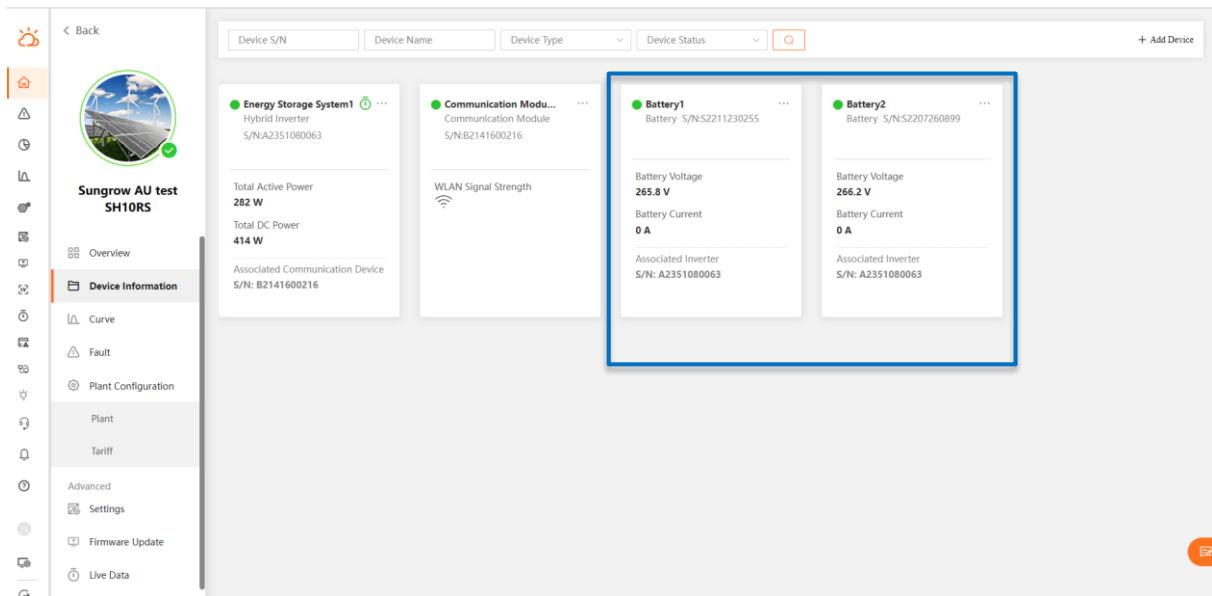 Back
Sungrow AU test
SH10RS
Overview
Device Information
Curve
Fault
Plant Configuration
Plant
Tariff
Advanced
Settings
Firmware Update
Live Data
Device S/N
Device Name
Device Type
Device Status
+ Add Device
Energy Storage System1 ...
Hybrid Inverter
S/N:A2351080063
Total Active Power
282 W
Total DC Power
414 W
Associated Communication Device
S/N: B2141600216
Communication Modu... ...
Communication Module
S/N:B2141600216
WLAN Signal Strength
Battery1 ...
Battery S/N:S2211230255
Battery Voltage
265.8 V
Battery Current
0 A
Associated Inverter
S/N: A2351080063
Battery2 ...
Battery S/N:S2207260899
Battery Voltage
266.2 V
Battery Current
0 A
Associated Inverter
S/N: A2351080063